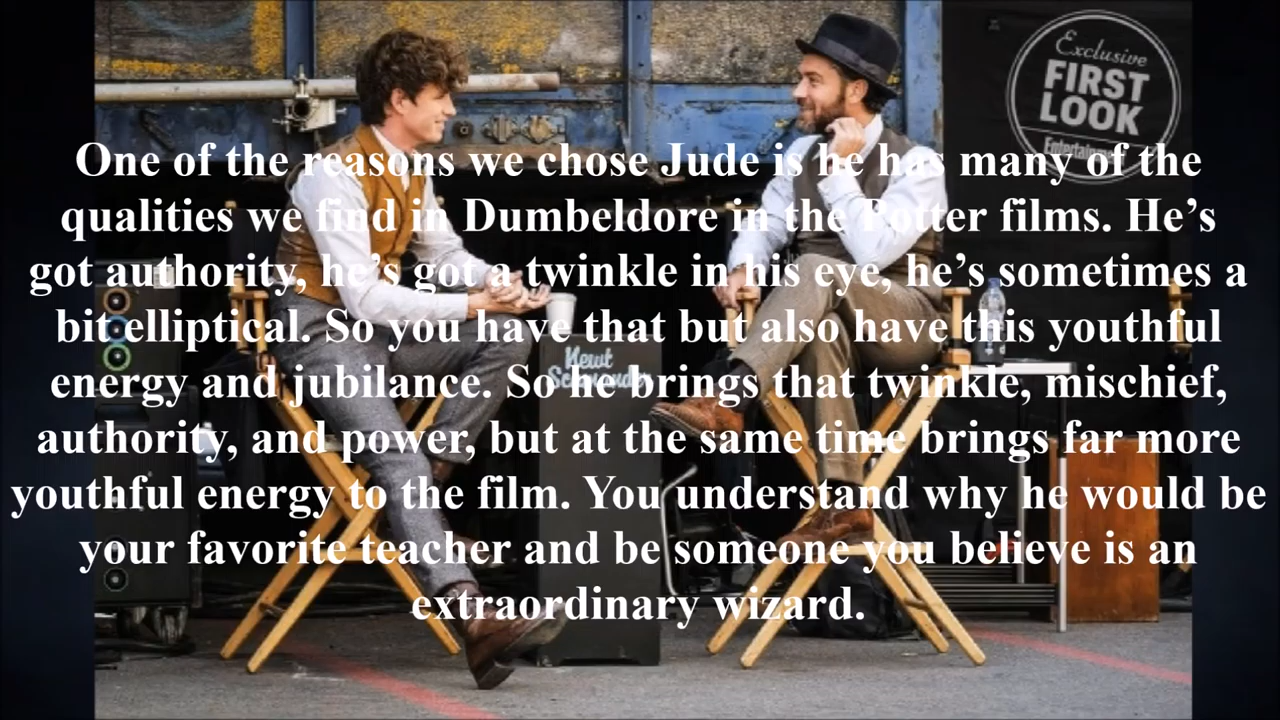 Exclusive
FIRST
LOOK
Entertainment
One of the reasons we chose Jude is he has many of the
qualities we find in Dumbeldore in the Potter films. He’s
got authority, he’s got a twinkle in his eye, he’s sometimes a
bit elliptical. So you have that but also have this youthful
energy and jubilance. So he brings that twinkle, mischief,
authority, and power, but at the same time brings far more
youthful energy to the film. You understand why he would be
your favorite teacher and be someone you believe is an
extraordinary wizard.
Newt
Scamander